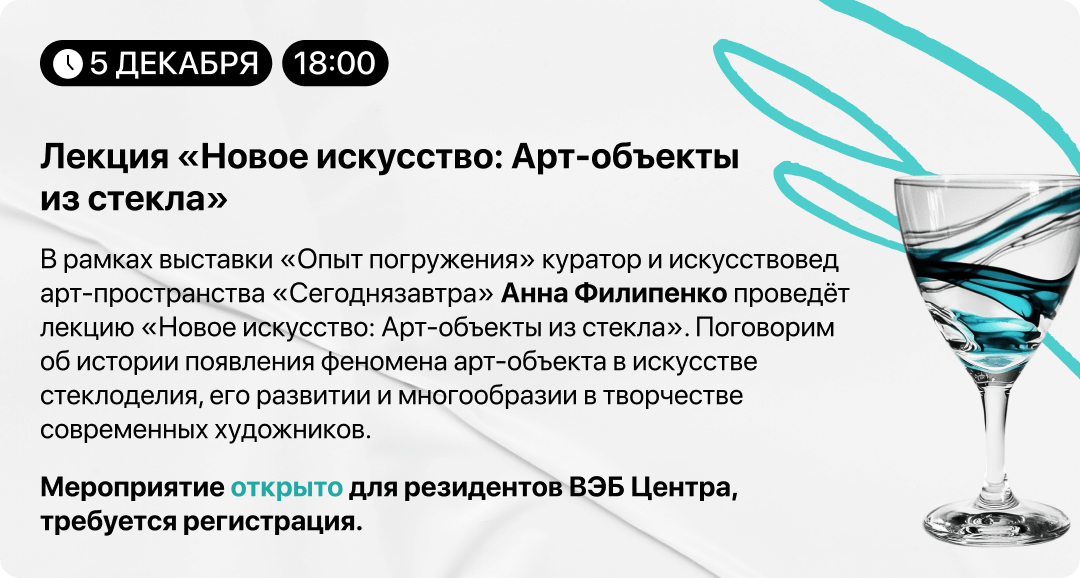 5 ДЕКАБРЯ 18:00
Лекция «Новое искусство: Арт-объекты
из стекла»
В рамках выставки «Опыт погружения» куратор и искусствовед
арт-пространства «Сегоднязавтра» Анна Филипенко проведёт
лекцию «Новое искусство: Арт-объекты из стекла». Поговорим
об истории появления феномена арт-объекта в искусстве
стеклоделия, его развитии и многообразии в творчестве
современных художников.
Мероприятие открыто для резидентов ВЭБ Центра,
требуется регистрация.